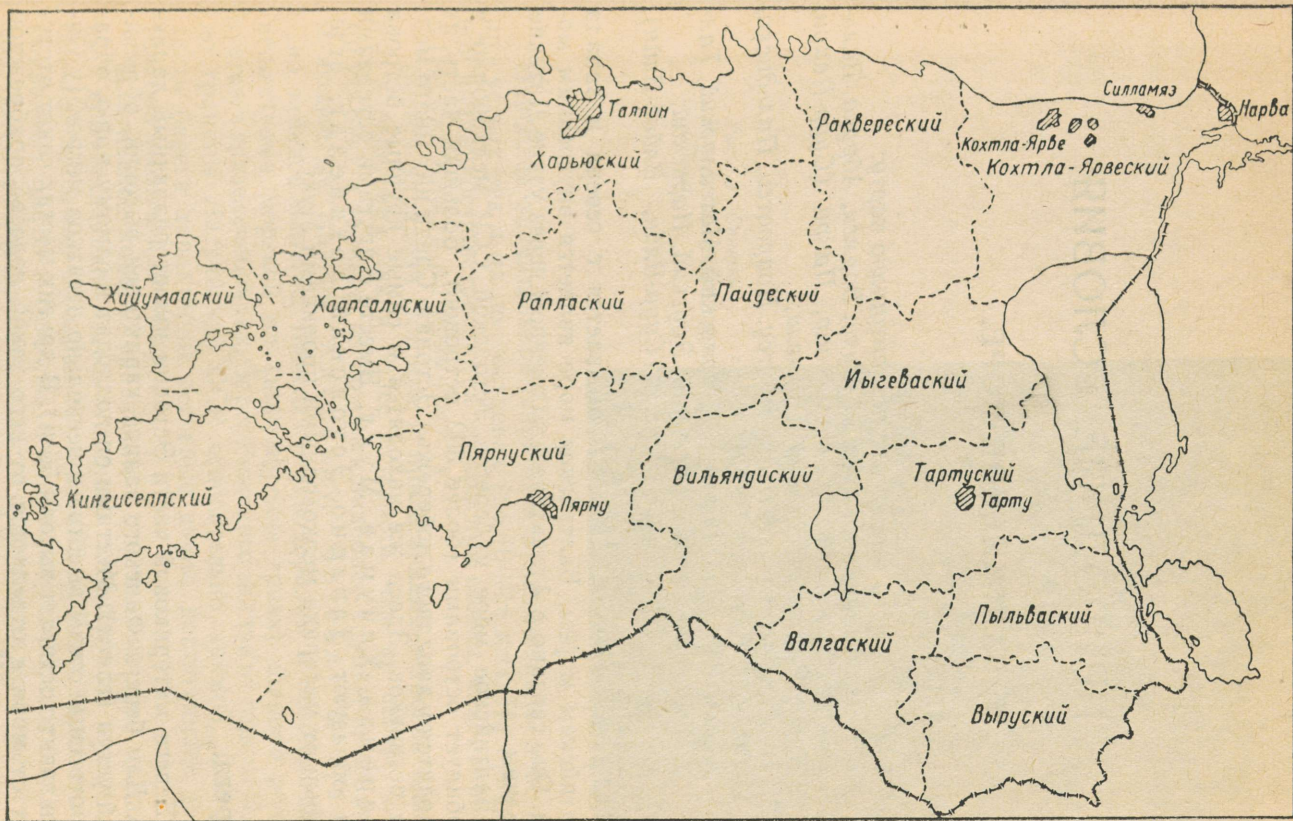 Силламяэ
Таллин
Нарва
Раквереский
Кохтла-Ярве
Харьюский
Кохтла-Ярвеский
Хийумааский
Хаапсалуский
Раплаский
Пайдеский
Йыгеваский
Пярнуский
Вильяндиский
Тартуский
Кингисеппский
Пярну
Тарту
Пыльваский
Валгаский
Выруский